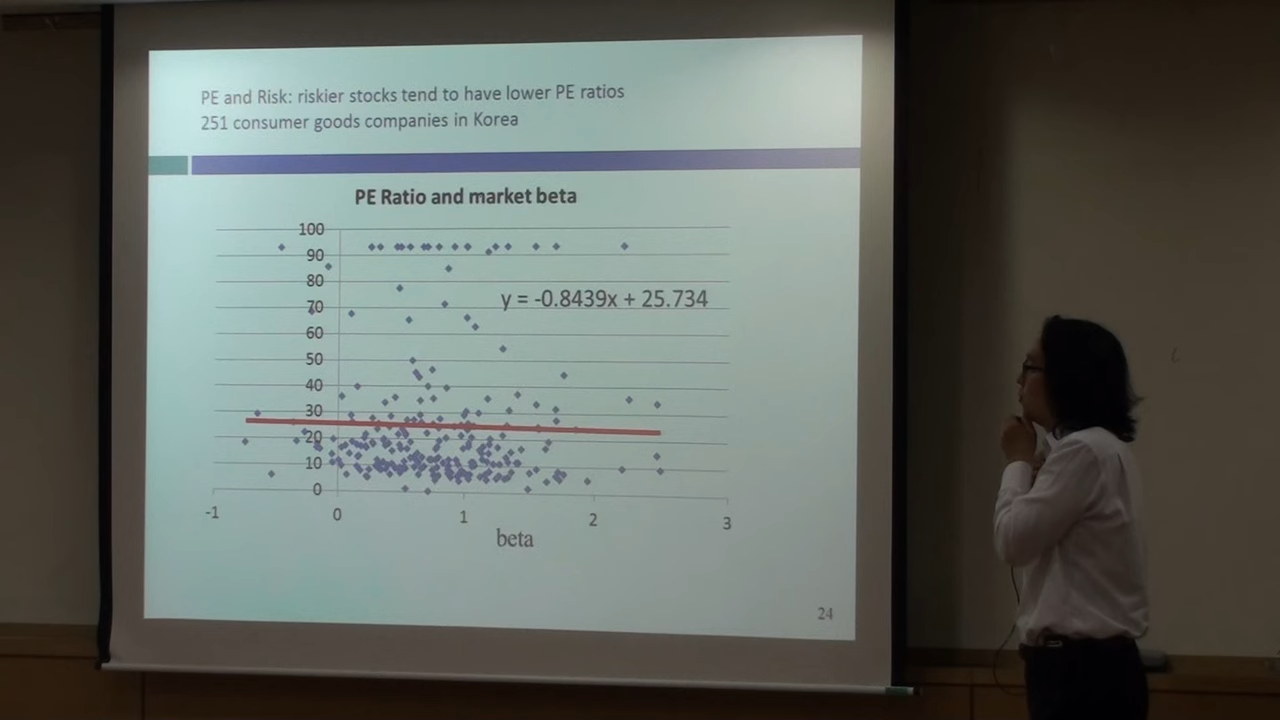 PE and Risk: riskier stocks tend to have lower PE ratios
251 consumer goods companies in Korea
PE Ratio and market beta
100
90
80
70
60
50
40
30
20
10
0
y = -0.8439x + 25.734
-1 0 1 2 3
beta
24